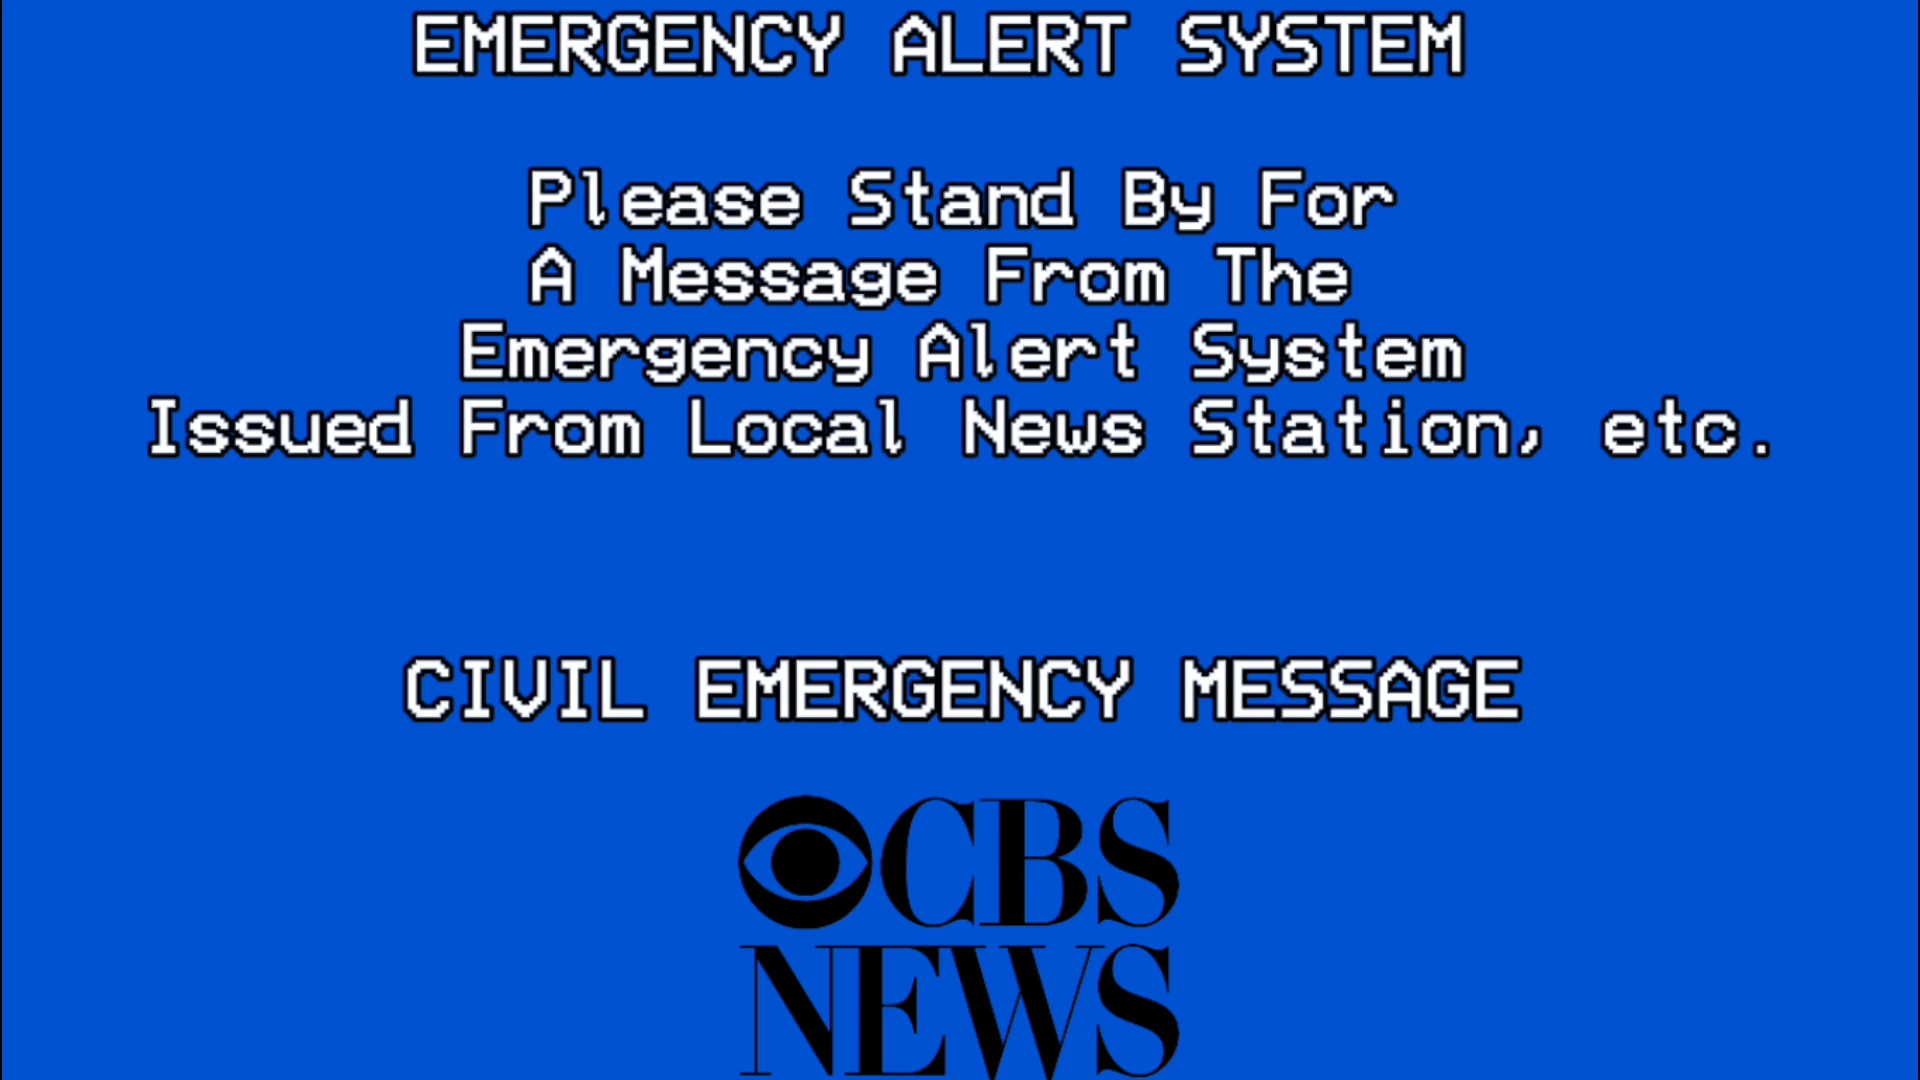 EMERGENCY ALERT SYSTEM
Please Stand By For
A Message From The
Emergency Alert System
Issued From Local News Station, etc.
CIVIL EMERGENCY MESSAGE
CBS
NEWS